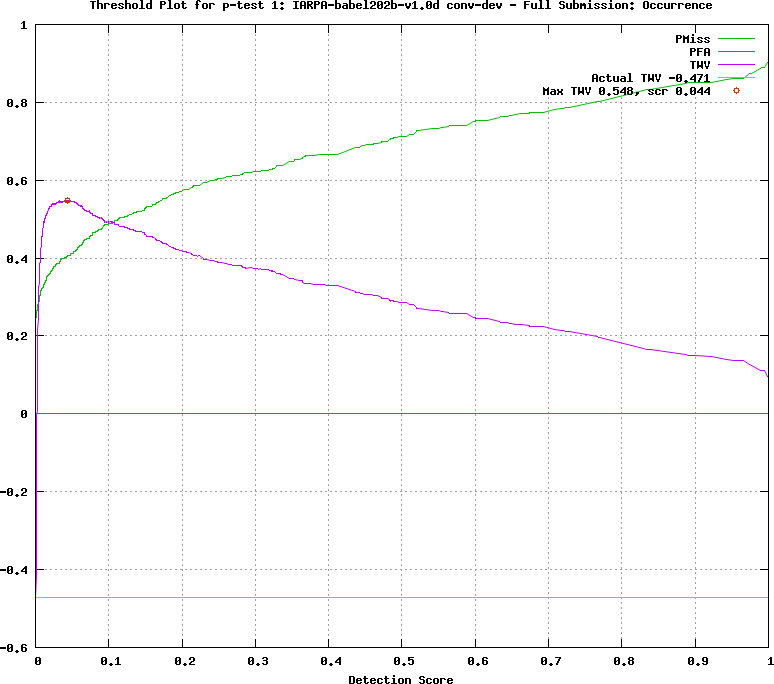 Threshold Plot for p-test 1: IARPA-babel202b-v1.0d conv-dev - Full Submission: Occurrence
PMiss
PFA
TWV
Actual TWV -0.471
Max TWV 0.548, scr 0.044
1
0.8
0.6
0.4
0.2
0
-0.2
-0.4
-0.6
0 0.1 0.2 0.3 0.4 0.5 0.6 0.7 0.8 0.9 1
Detection Score